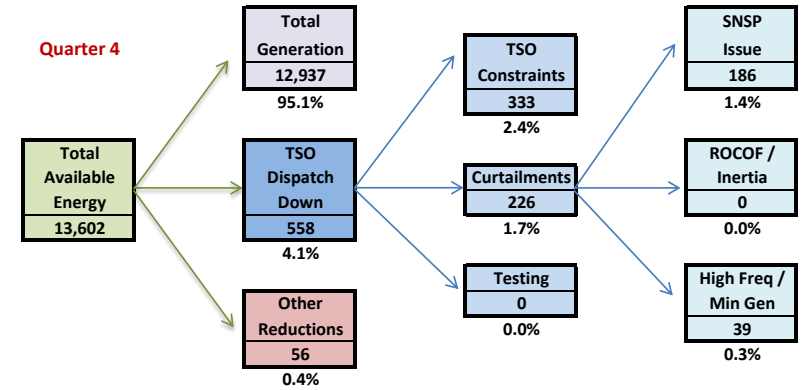 Quarter 4
Total
Available
Energy
13,602
Total
Generation
12,937
95.1%
TSO
Dispatch
Down
558
4.1%
Other
Reductions
56
0.4%
TSO
Constraints
333
2.4%
Curtailments
226
1.7%
Testing
0
0.0%
SNSP
Issue
186
1.4%
ROCOF /
Inertia
0
0.0%
High Freq /
Min Gen
39
0.3%